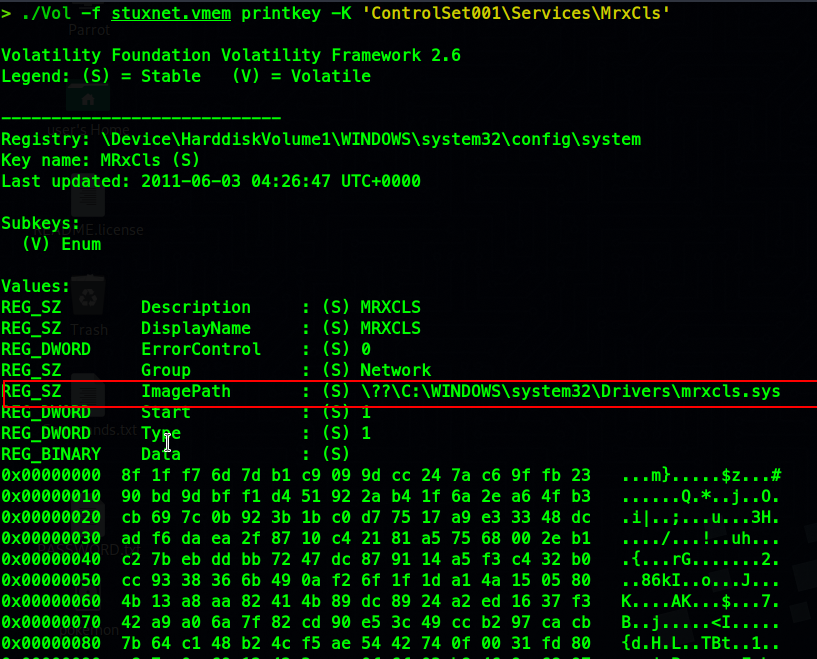 > ./Vol -f stuxnet.vmem printkey -K 'ControlSet001\Services\MrxCls'
Parrot
Volatility Foundation Volatility Framework 2.6
Legend: (S) = Stable   (V) = Volatile
----------------------------
Registry: \Device\HarddiskVolume1\WINDOWS\system32\config\system
Key name: MRxCls (S)
Last updated: 2011-06-03 04:26:47 UTC+0000
Subkeys:
.license
  (V) Enum
Values:
REG_SZ        Description     : (S) MRXCLS
REG_SZ        DisplayName     : (S) MRXCLS
Trash
REG_DWORD     ErrorControl    : (S) 0
REG_SZ        Group           : (S) Network
REG_SZ        ImagePath       : (S) \??\C:\WINDOWS\system32\Drivers\mrxcls.sys
REG_DWORD     Start           : (S) 1
REG_DWORD     Type            : (S) 1
REG_BINARY    Data            : (S)
0x00000000  8f 1f f7 6d 7d b1 c9 09 9d cc 24 7a c6 9f fb 23   ...m}.....$z...#
0x00000010  90 bd 9d bf f1 d4 51 92 2a b4 1f 6a 2e a6 4f b3   ......Q.*..j..O.
0x00000020  cb 69 7c 0b 92 3b 1b c0 d7 75 17 a9 e3 33 48 dc   .i|..;...u...3H.
0x00000030  ad f6 da ea 2f 87 10 c4 21 81 a5 75 68 00 2e b1   ..../...!..uh...
0x00000040  c2 7b eb dd bb 72 47 dc 87 91 14 a5 f3 c4 32 b0   .{...rG.......2.
0x00000050  cc 93 38 36 6b 49 0a f2 6f 1f 1d a1 4a 15 05 80   ..86kI..o...J...
0x00000060  4b 13 a8 aa 82 41 4b 89 dc 89 24 a2 ed 16 37 f3   K....AK...$...7.
0x00000070  42 a9 a0 6a 7f 82 cd 90 e5 3c 49 cc b2 97 ca cb   B..j.....<I.....
0x00000080  7b 64 c1 48 b2 4c f5 ae 54 42 74 0f 00 31 fd 80   {d.H.L..TBt..1..